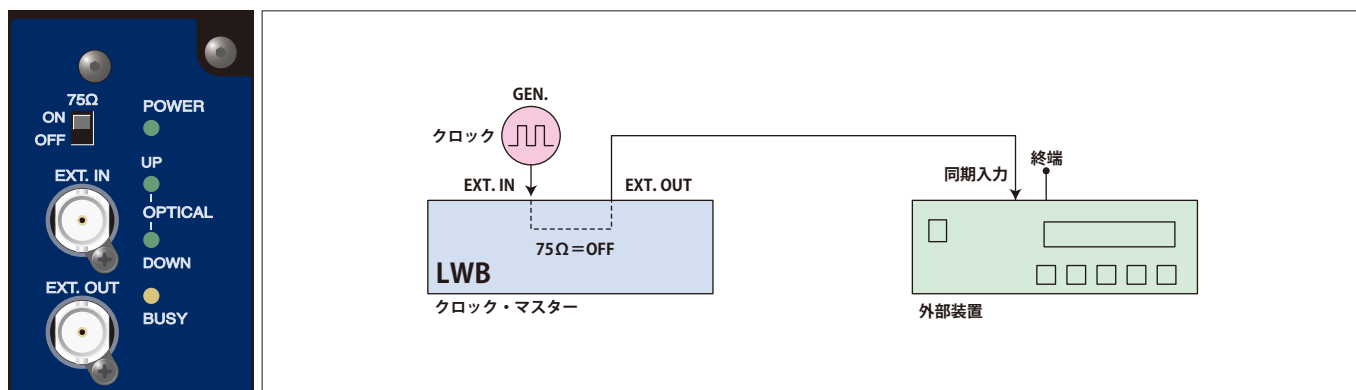 75Ω
ON
OFF
POWER
UP
EXT. IN
OPTICAL
DOWN
EXT. OUT
BUSY
GEN.
クロック
EXT. IN
EXT. OUT
同期入力
終端
75Ω＝OFF
LWB
クロック・マスター
外部装置